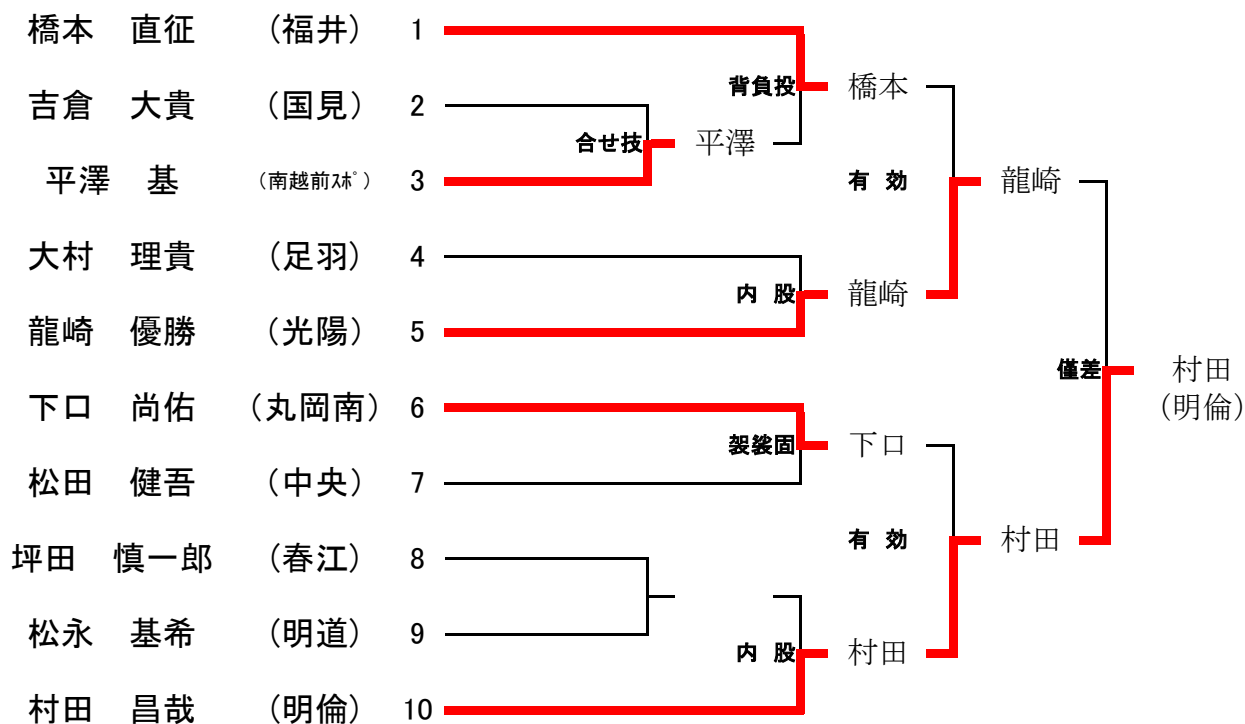 橋本　直征　（福井）　1
背負投　橋本
吉倉　大貴　（国見）　2
合せ技　平澤
平澤　基　（南越前ｽﾎﾟ）　3
有効　龍崎
大村　理貴　（足羽）　4
内股　龍崎
龍崎　優勝　（光陽）　5
僅差　村田
（明倫）
下口　尚佑　（丸岡南）　6
袈裟固　下口
松田　健吾　（中央）　7
有効　村田
坪田　慎一郎　（春江）　8
松永　基希　（明道）　9
内股　村田
村田　昌哉　（明倫）　10